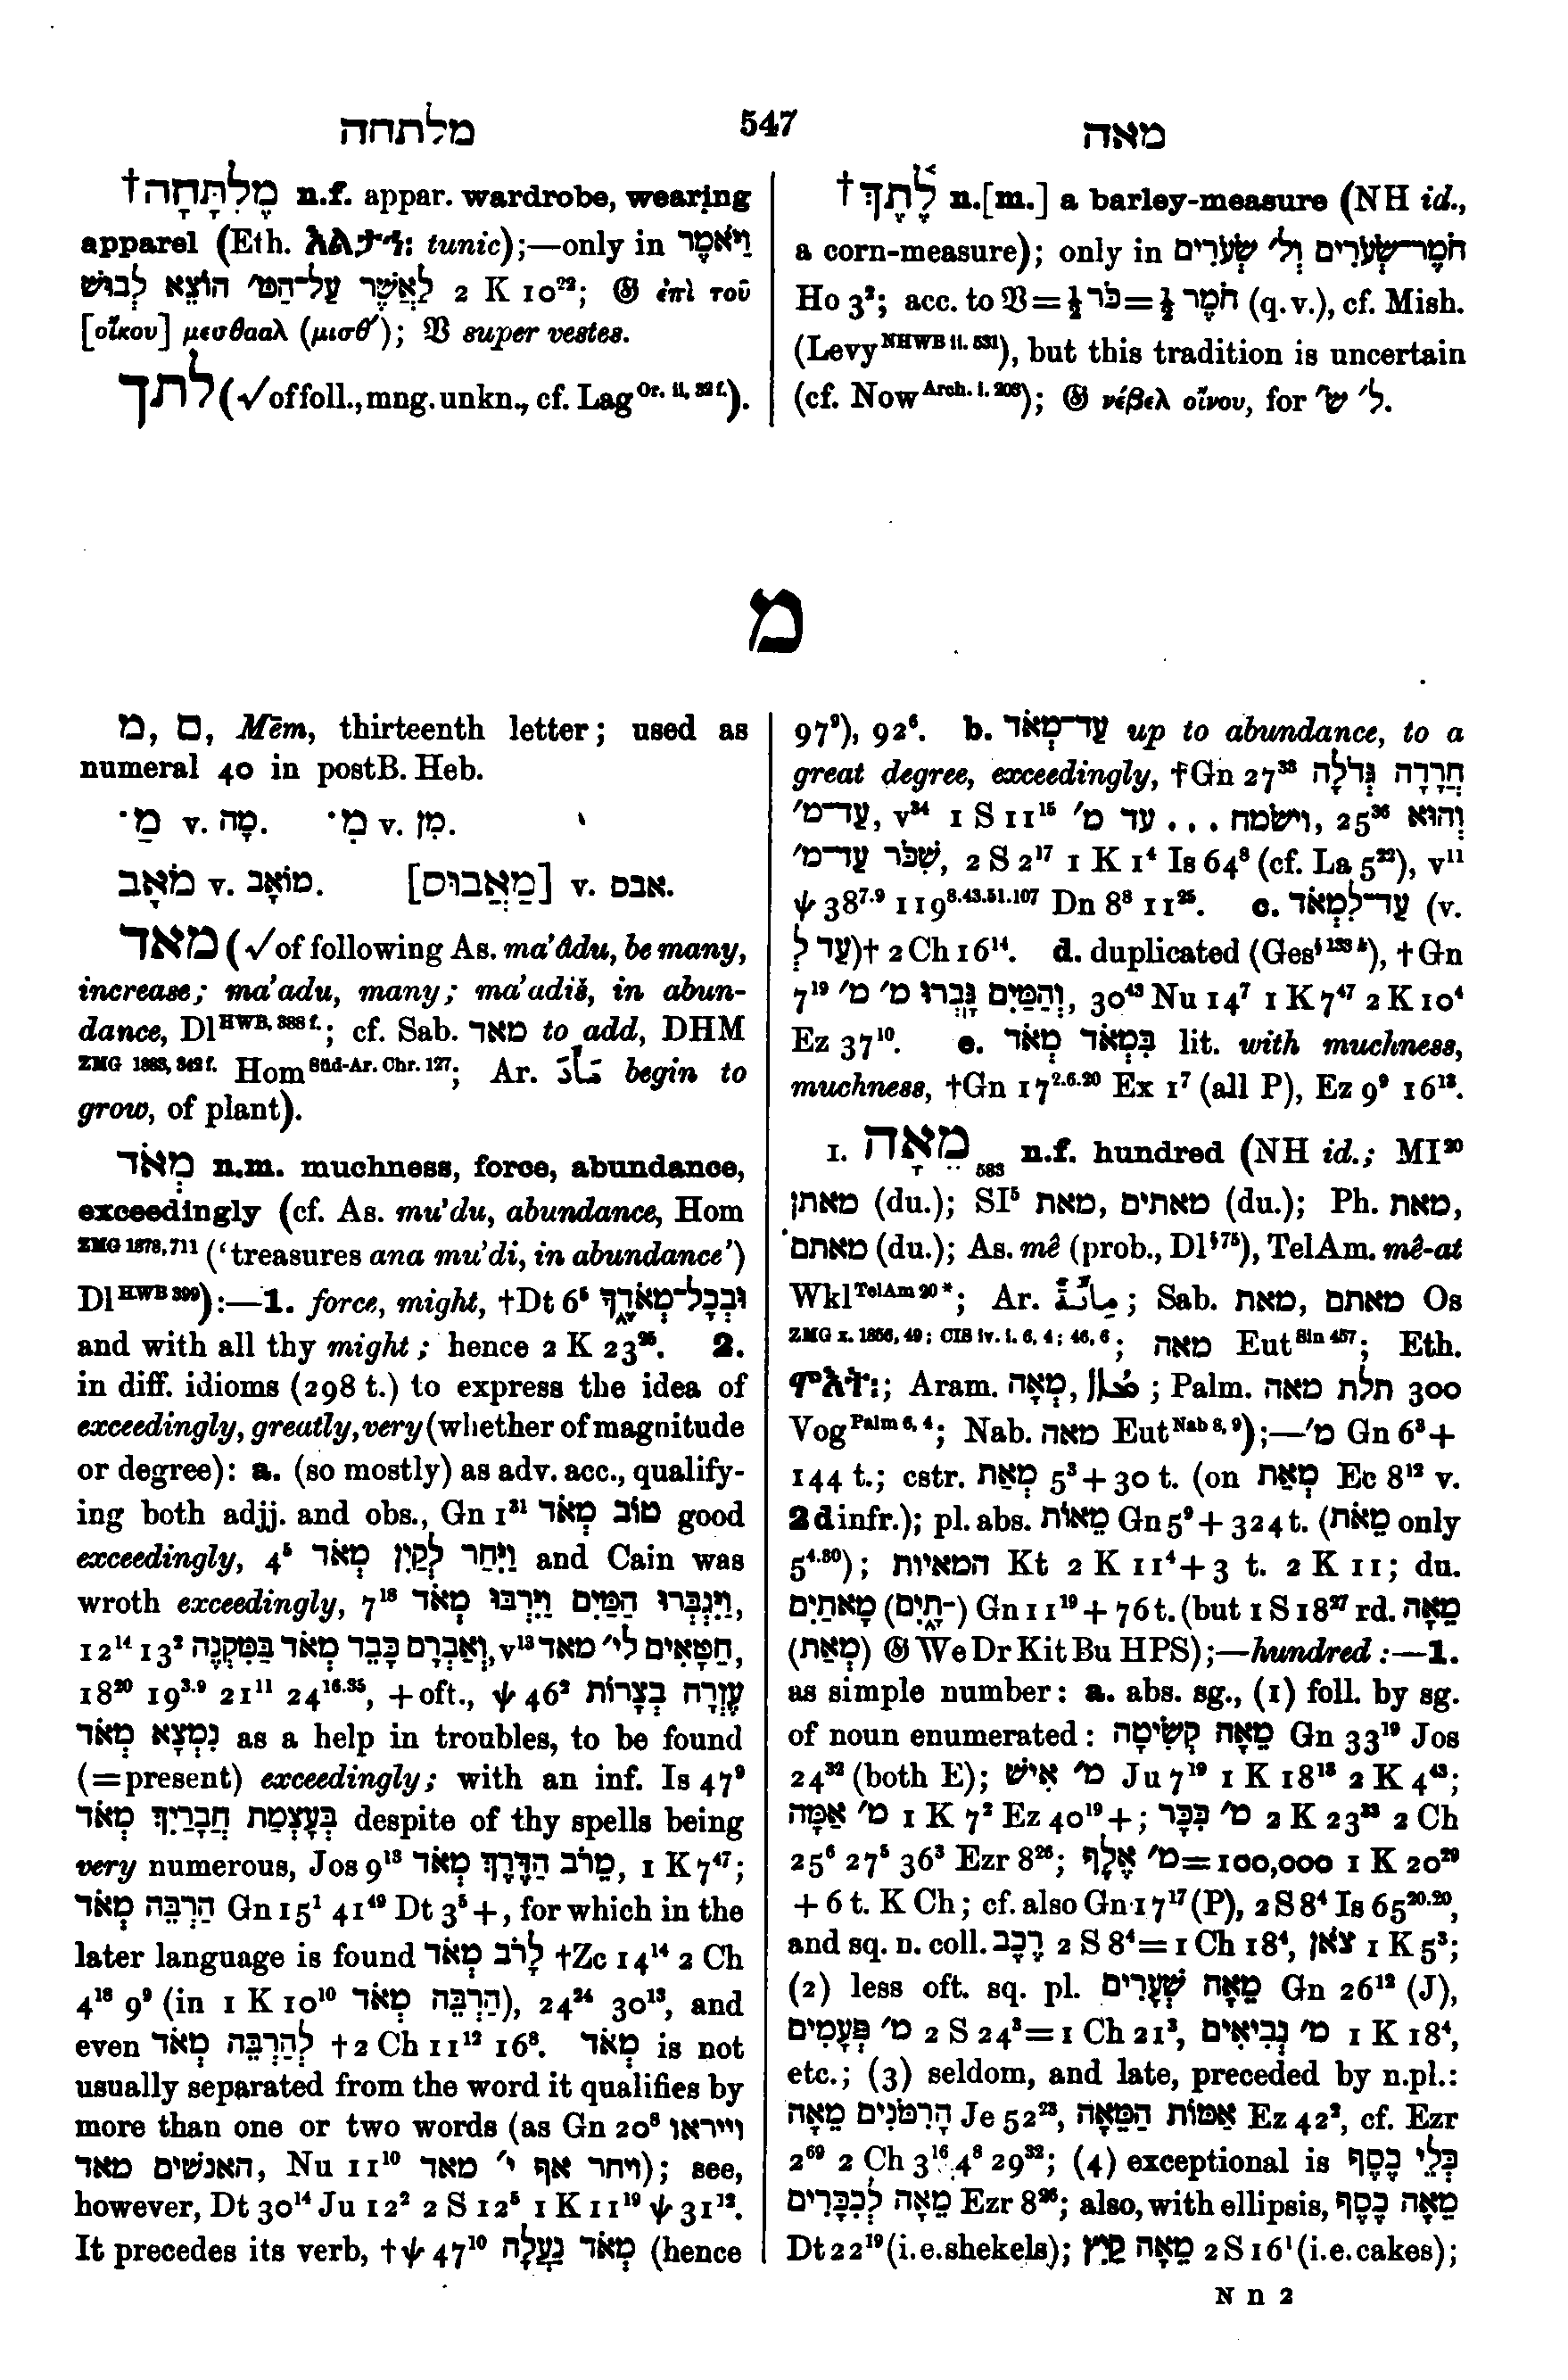 מלתחה 547 מאה
†מֶלְתָּחָה n.f. appar. wardrobe, wearing
apparel (Eth. አልታኅ: tunic);—only in וַיֹּאמֶר
לַאֲשֶׁר עַל־הַמּ׳ הוֹצֵא לְבוּשׁ 2 K 10²²; 𝔊 ἐπὶ τοῦ
[οἴκου] μεσθααλ (μισθ´); 𝔙 super vestes.
לתך (√of foll., mng. unkn., cf. Lag Or. ii, 32 f.).
†לֶ֫תֶךְ n.[m.] a barley-measure (NH id.,
a corn-measure); only in חֹמֶר־שְׂעֹרִים וְל׳ שְׂעֹרִים
Ho 3²; acc. to 𝔙=½ כֹּר=½ חֹמֶר (q.v.), cf. Mish.
(Levy NHWB ii. 531), but this tradition is uncertain
(cf. Now Arch. i. 203); 𝔊 νέβελ οἴνου, for ל׳ שׂ׳.
מ
מ, ם, Mēm, thirteenth letter; used as
numeral 40 in postB. Heb.
מַ · v. מָה. מִ · v. מִן.
מֹאָב v. מוֹאָב. [מַאֲבוּס] v. אבס.
מאד (√of following As. ma'âdu, be many,
increase; ma'adu, many; ma'adiš, in abun-
dance, Dl HWB, 388 f.; cf. Sab. מאד to add, DHM
ZMG 1883, 342 f. Hom Süd-Ar. Chr. 127; Ar. مَأَدَ begin to
grow, of plant).
מְאֹד n.m. muchness, force, abundance,
exceedingly (cf. As. mu'du, abundance, Hom
ZMG 1878, 711 ('treasures ana mu'di, in abundance')
Dl HWB 399):—1. force, might, †Dt 6⁵ וּבְכָל־מְאֹדֶךָ
and with all thy might; hence 2 K 23²⁵. 2.
in diff. idioms (298 t.) to express the idea of
exceedingly, greatly, very (whether of magnitude
or degree): a. (so mostly) as adv. acc., qualify-
ing both adjj. and obs., Gn 1³¹ טוֹב מְאֹד good
exceedingly, 4⁵ וַיִּחַר לְקַיִן מְאֹד and Cain was
wroth exceedingly, 7¹⁸ וַיִּגְבְּרוּ הַמַּיִם וַיִּרְבּוּ מְאֹד,
12¹⁴ 13² וְאַבְרָם כָּבֵד מְאֹד בַּמִּקְנֶה, v¹³ חַטָּאִים לי׳ מאד,
18²⁰ 19³·⁹ 21¹¹ 24¹⁶·³⁵, +oft., ψ 46² עֶזְרָה בְצָרוֹת
נִמְצָא מְאֹד as a help in troubles, to be found
(=present) exceedingly; with an inf. Is 47⁹
בְּעָצְמַת חֲבָרַיִךְ מְאֹד despite of thy spells being
very numerous, Jos 9¹³ מֵרֹב הַדֶּרֶךְ מְאֹד, 1 K 7⁴⁷;
הַרְבֵּה מְאֹד Gn 15¹ 41⁴⁹ Dt 3⁵+, for which in the
later language is found לָרֹב מְאֹד †Zc 14¹⁴ 2 Ch
4¹⁸ 9⁹ (in 1 K 10¹⁰ הַרְבֵּה מְאֹד), 24²⁴ 30¹³, and
even לְהַרְבֵּה מְאֹד †2 Ch 11¹² 16⁸. מְאֹד is not
usually separated from the word it qualifies by
more than one or two words (as Gn 20⁸ וייראו
האנשׁים מאד, Nu 11¹⁰ ויחר אף י׳ מאד); see,
however, Dt 30¹⁴ Ju 12² 2 S 12⁵ 1 K 11¹⁹ ψ 31¹².
It precedes its verb, †ψ 47¹⁰ מְאֹד נַעֲלָה (hence
97⁹), 92⁶. b. עַד־מְאֹד up to abundance, to a
great degree, exceedingly, †Gn 27³³ חֲרָדָה גְּדֹלָה
עַד־מ׳, v³⁴ 1 S 11¹⁵ וישׂמח ... עד מ׳, 25³⁶ וְהוּא
שִׁכֹּר עַד־מ׳, 2 S 2¹⁷ 1 K 1⁴ Is 64⁸ (cf. La 5²²), v¹¹
ψ 38⁷·⁹ 119⁸·⁴³·⁵¹·¹⁰⁷ Dn 8⁸ 11²⁵. c. עַד־לִמְאֹד (v.
עַד לְ)† 2 Ch 16¹⁴. d. duplicated (Ges § 133 k), †Gn
7¹⁹ וְהַמַּיִם גָּֽבְרוּ מ׳ מ׳, 30⁴³ Nu 14⁷ 1 K 7⁴⁷ 2 K 10⁴
Ez 37¹⁰. e. בִּמְאֹד מְאֹד lit. with muchness,
muchness, †Gn 17²·⁶·²⁰ Ex 1⁷ (all P), Ez 9⁹ 16¹³.
I. מֵאָה 583 n.f. hundred (NH id.; MI²⁰
מאתן (du.); SI⁵ מאת, מאתים (du.); Ph. מאת,
מאתם (du.); As. mê (prob., Dl §75), TelAm. mê-at
Wkl TelAm 20*; Ar. مِائَةٌ; Sab. מאת, מאתם Os
ZMG x. 1856, 49; CIS iv. i. 6, 4; 46, 6; מאה Eut Sin 457; Eth.
ምእት፡; Aram. מְאָה, ܡܐܐ; Palm. תלת מאה 300
Vog Palm 6, 4; Nab. מאה Eut Nab 8, 9);—מ׳ Gn 6³+
144 t.; cstr. מְאַת 5³+30 t. (on מְאַת Ec 8¹² v.
2d infr.); pl. abs. מֵאוֹת Gn 5⁹+324 t. (מֵאֹת only
5⁴·³⁰); המאיות Kt 2 K 11⁴+3 t. 2 K 11; du.
מָאתַיִם (־תָ֑יִם) Gn 11¹⁹+76 t. (but 1 S 18²⁷ rd. מֵאָה
(מְאַת) 𝔊 We Dr Kit Bu HPS);—hundred:—1.
as simple number: a. abs. sg., (1) foll. by sg.
of noun enumerated: מֵאָה קְשִׂיטָה Gn 33¹⁹ Jos
24³² (both E); מ׳ אִישׁ Ju 7¹⁹ 1 K 18¹³ 2 K 4⁴³;
מ׳ אַמָּה 1 K 7² Ez 40¹⁹+; מ׳ כִּכָּר 2 K 23³³ 2 Ch
25⁶ 27⁵ 36³ Ezr 8²⁶; מ׳ אֶלֶף=100,000 1 K 20²⁹
+6 t. K Ch; cf. also Gn 17¹⁷ (P), 2 S 8⁴ Is 65²⁰·²⁰,
and sq. n. coll. רֶכֶב 2 S 8⁴=1 Ch 18⁴, צֹאן 1 K 5³;
(2) less oft. sq. pl. מֵאָה שְׁעָרִים Gn 26¹² (J),
מ׳ פְּעָמִים 2 S 24³=1 Ch 21³, מ׳ נְבִיאִים 1 K 18⁴,
etc.; (3) seldom, and late, preceded by n.pl.:
הָרִמֹּנִים מֵאָה Je 52²³, אַמּוֹת הַמֵּאָה Ez 42², cf. Ezr
2⁶⁹ 2 Ch 3¹⁶ 4⁸ 29³²; (4) exceptional is כְּלֵי כֶסֶף
מֵאָה לְכִכָּרִים Ezr 8²⁶; also, with ellipsis, מֵאָה כֶסֶף
Dt 22¹⁹ (i.e. shekels); מֵאָה קַיִץ 2 S 16¹ (i.e. cakes);
N n 2